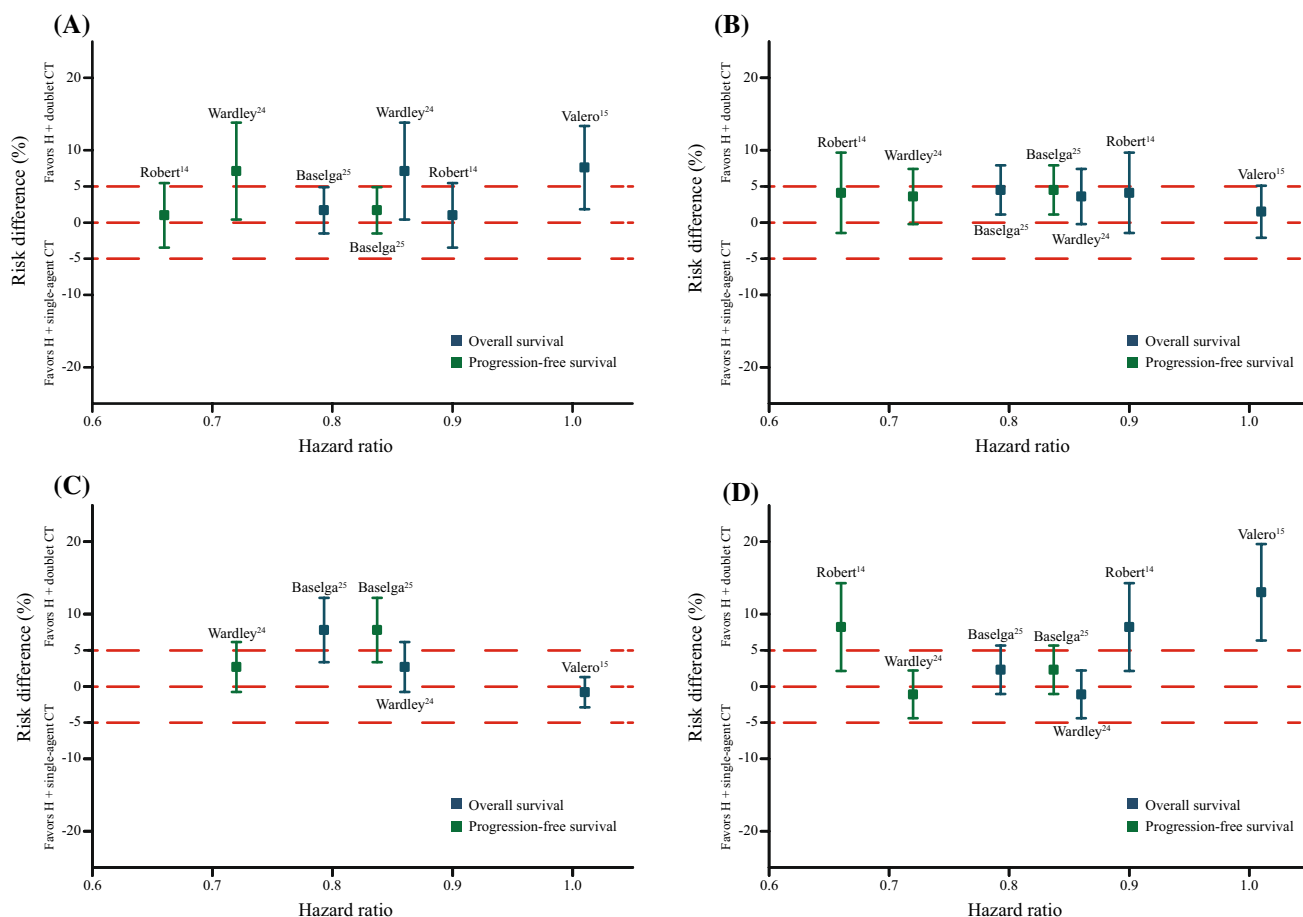 (A)
Risk difference (%)
Favors H + doublet CT
Favors H + single-agent CT
20
10
5
0
-5
-10
-20
Robert14
Wardley24
Baselga25
Baselga25
Wardley24
Robert14
Valero15
Overall survival
Progression-free survival
0.6
0.7
0.8
0.9
1.0
Hazard ratio
(B)
Risk difference (%)
Favors H + doublet CT
Favors H + single-agent CT
20
10
5
0
-5
-10
-20
Robert14
Wardley24
Baselga25
Baselga25
Wardley24
Robert14
Valero15
Overall survival
Progression-free survival
0.6
0.7
0.8
0.9
1.0
Hazard ratio
(C)
Risk difference (%)
Favors H + doublet CT
Favors H + single-agent CT
20
10
5
0
-5
-10
-20
Wardley24
Baselga25
Baselga25
Wardley24
Valero15
Overall survival
Progression-free survival
0.6
0.7
0.8
0.9
1.0
Hazard ratio
(D)
Risk difference (%)
Favors H + doublet CT
Favors H + single-agent CT
20
10
5
0
-5
-10
-20
Robert14
Wardley24
Baselga25
Baselga25
Wardley24
Robert14
Valero15
Overall survival
Progression-free survival
0.6
0.7
0.8
0.9
1.0
Hazard ratio